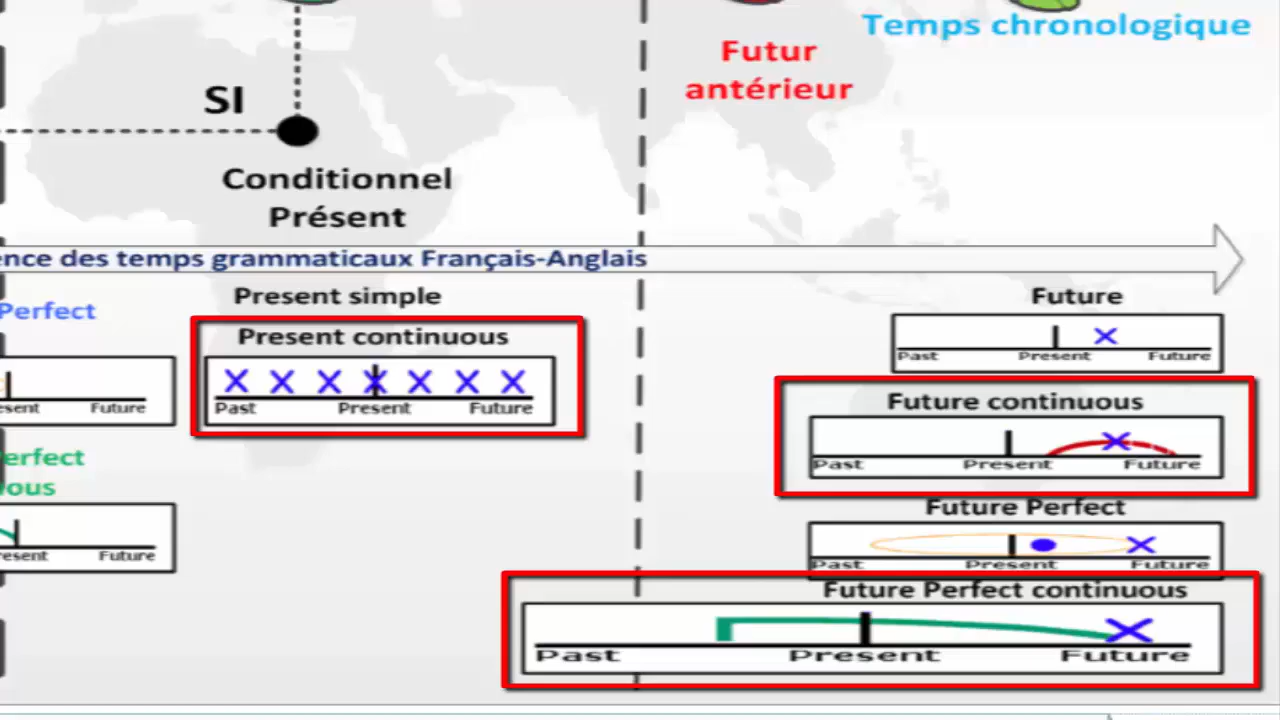 Temps chronologique
Futur
antérieur
SI
Conditionnel
Présent
ence des temps grammaticaux Français-Anglais
Perfect
Present simple
Future
Present continuous
Past Present Future
Past Present Future
esent Future
Future continuous
Past Present Future
erfect
ious
Future Perfect
Past Present Future
resent Future
Future Perfect continuous
Past Present Future